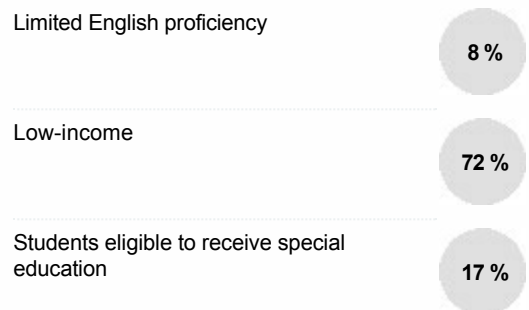 Limited English proficiency
8 %
Low-income
72 %
Students eligible to receive special
education
17 %